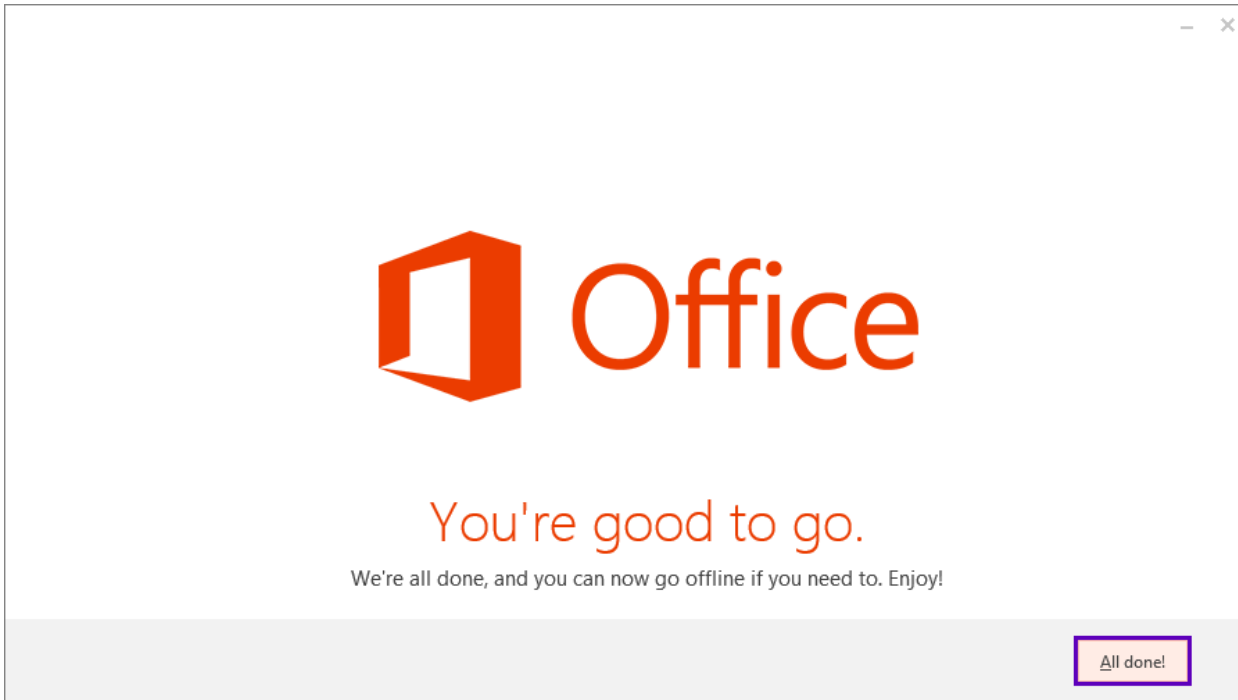 Office
You're good to go.
We're all done, and you can now go offline if you need to. Enjoy!
All done!